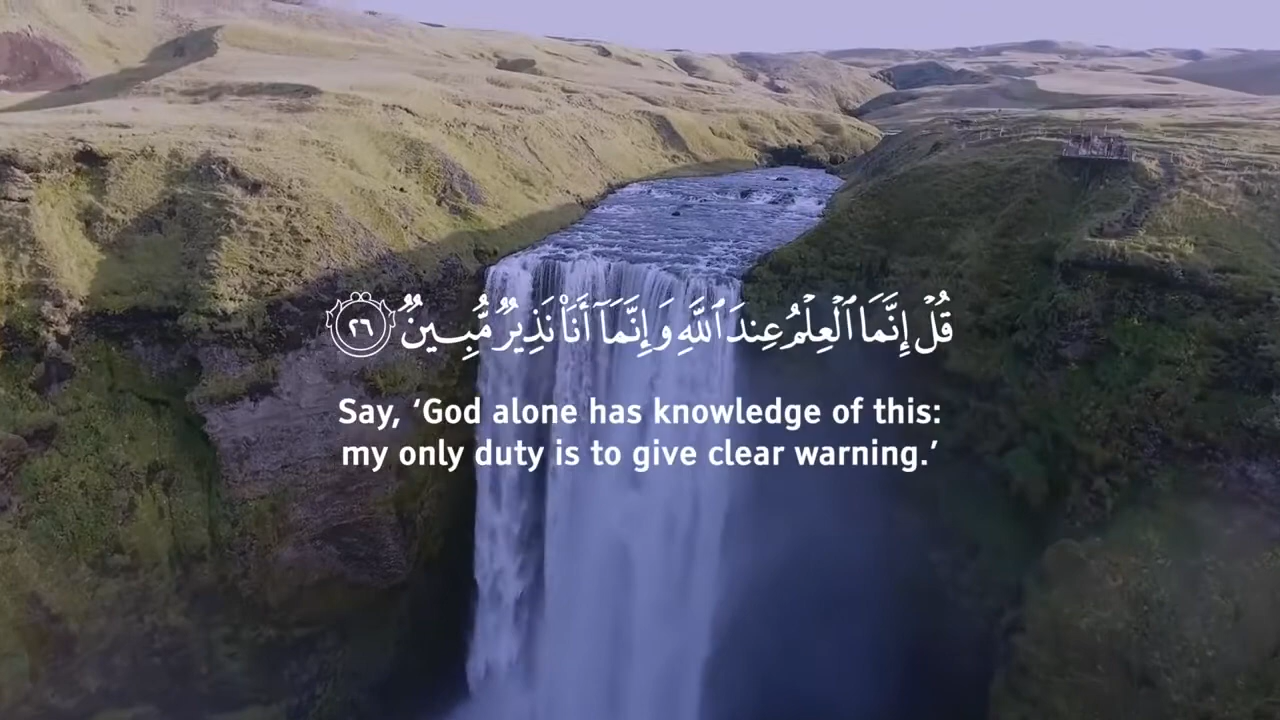 قُلْ إِنَّمَا ٱلْعِلْمُ عِندَ ٱللَّهِ وَإِنَّمَآ أَنَا۠ نَذِيرٌ مُّبِينٌ ٢٦
Say, ‘God alone has knowledge of this:
my only duty is to give clear warning.’